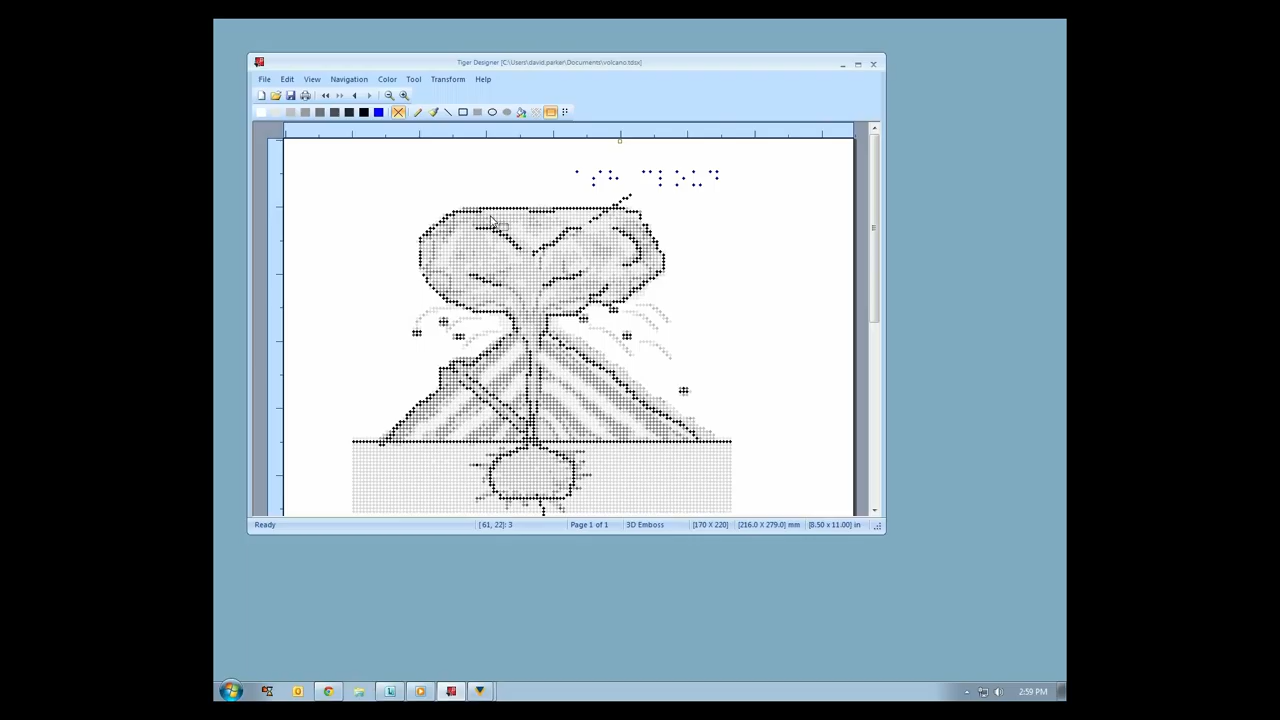 Tiger Designer [C:\Users\david.parker\Documents\volcano.tdsx]
File Edit View Navigation Color Tool Transform Help
Ready [ 61, 22]: 3 Page 1 of 1 3D Emboss [170 X 220] [216.0 X 279.0] mm [8.50 x 11.00] in
2:59 PM